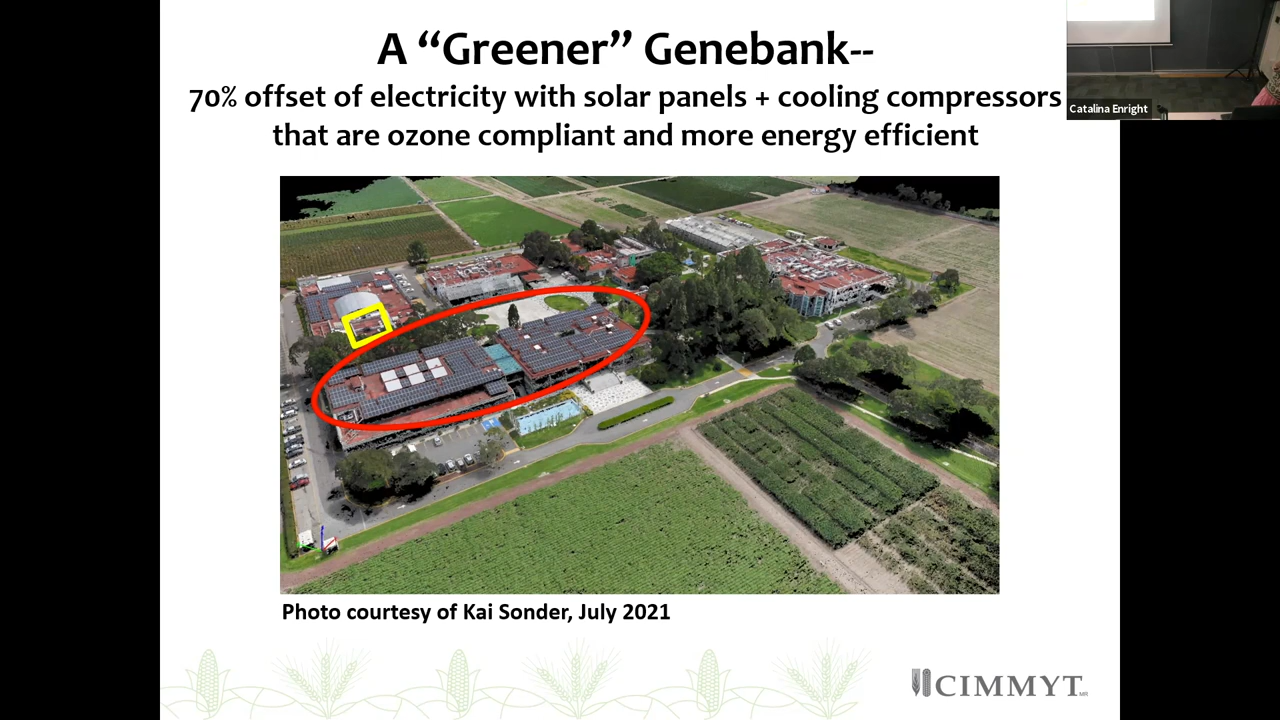 A “Greener” Genebank--
70% offset of electricity with solar panels + cooling compressors
that are ozone compliant and more energy efficient
Catalina Enright
Photo courtesy of Kai Sonder, July 2021
CIMMYT MR